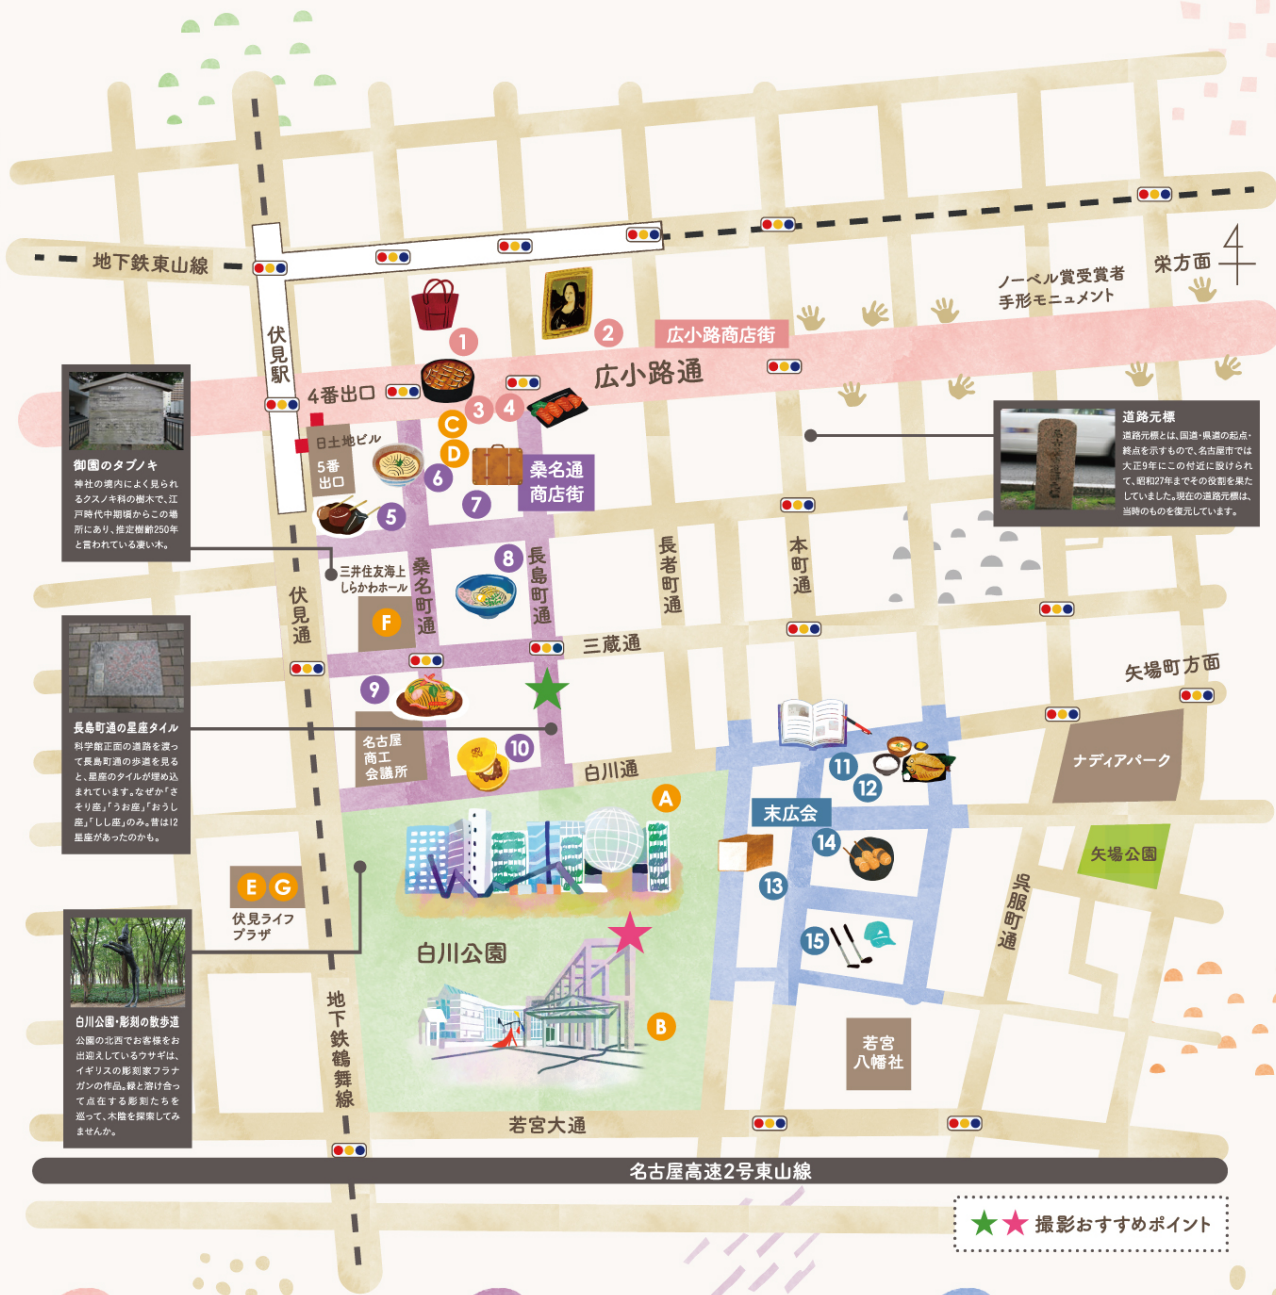 地下鉄東山線
栄方面
4
ノーベル賞受賞者
手形モニュメント
伏見駅
1
2
広小路商店街
広小路通
4番出口
3
4
C
D
日土地ビル
5番
出口
6
7
5
桑名通
商店街
御園のタブノキ
神社の境内によく見られ
るクスノキ科の樹木で、江
戸時代中期頃からこの場
所にあり、推定樹齢250年
と言われている凄い木。
道路元標
道路元標とは、国道・県道の起点・
終点を示すもので、名古屋市では
大正9年にこの付近に設けられ
て、昭和27年までその役割を果た
していました。現在の道路元標は、
当時のものを復元しています。
三井住友海上
しらかわホール
F
桑名町通
8
長島町通
長者町通
本町通
伏見通
三蔵通
矢場町方面
長島町通の星座タイル
科学館正面の道路を渡っ
て長島町通の歩道を見る
と、星座のタイルが埋め込
まれています。なぜか「さ
そり座」「うお座」「おうし
座」「しし座」のみ。昔は12
星座があったのかも。
9
名古屋
商工
会議所
10
白川通
11
12
ナディアパーク
末広会
A
14
13
15
矢場公園
呉服町通
E
G
伏見ライフ
プラザ
白川公園
B
白川公園・彫刻の散歩道
公園の北西でお客様をお
出迎えしているウサギは、
イギリスの彫刻家フラナ
ガンの作品。緑と溶け合っ
て点在する彫刻たちを
巡って、木陰を探索してみ
ませんか。
地下鉄鶴舞線
若宮
八幡社
若宮大通
名古屋高速2号東山線
撮影おすすめポイント